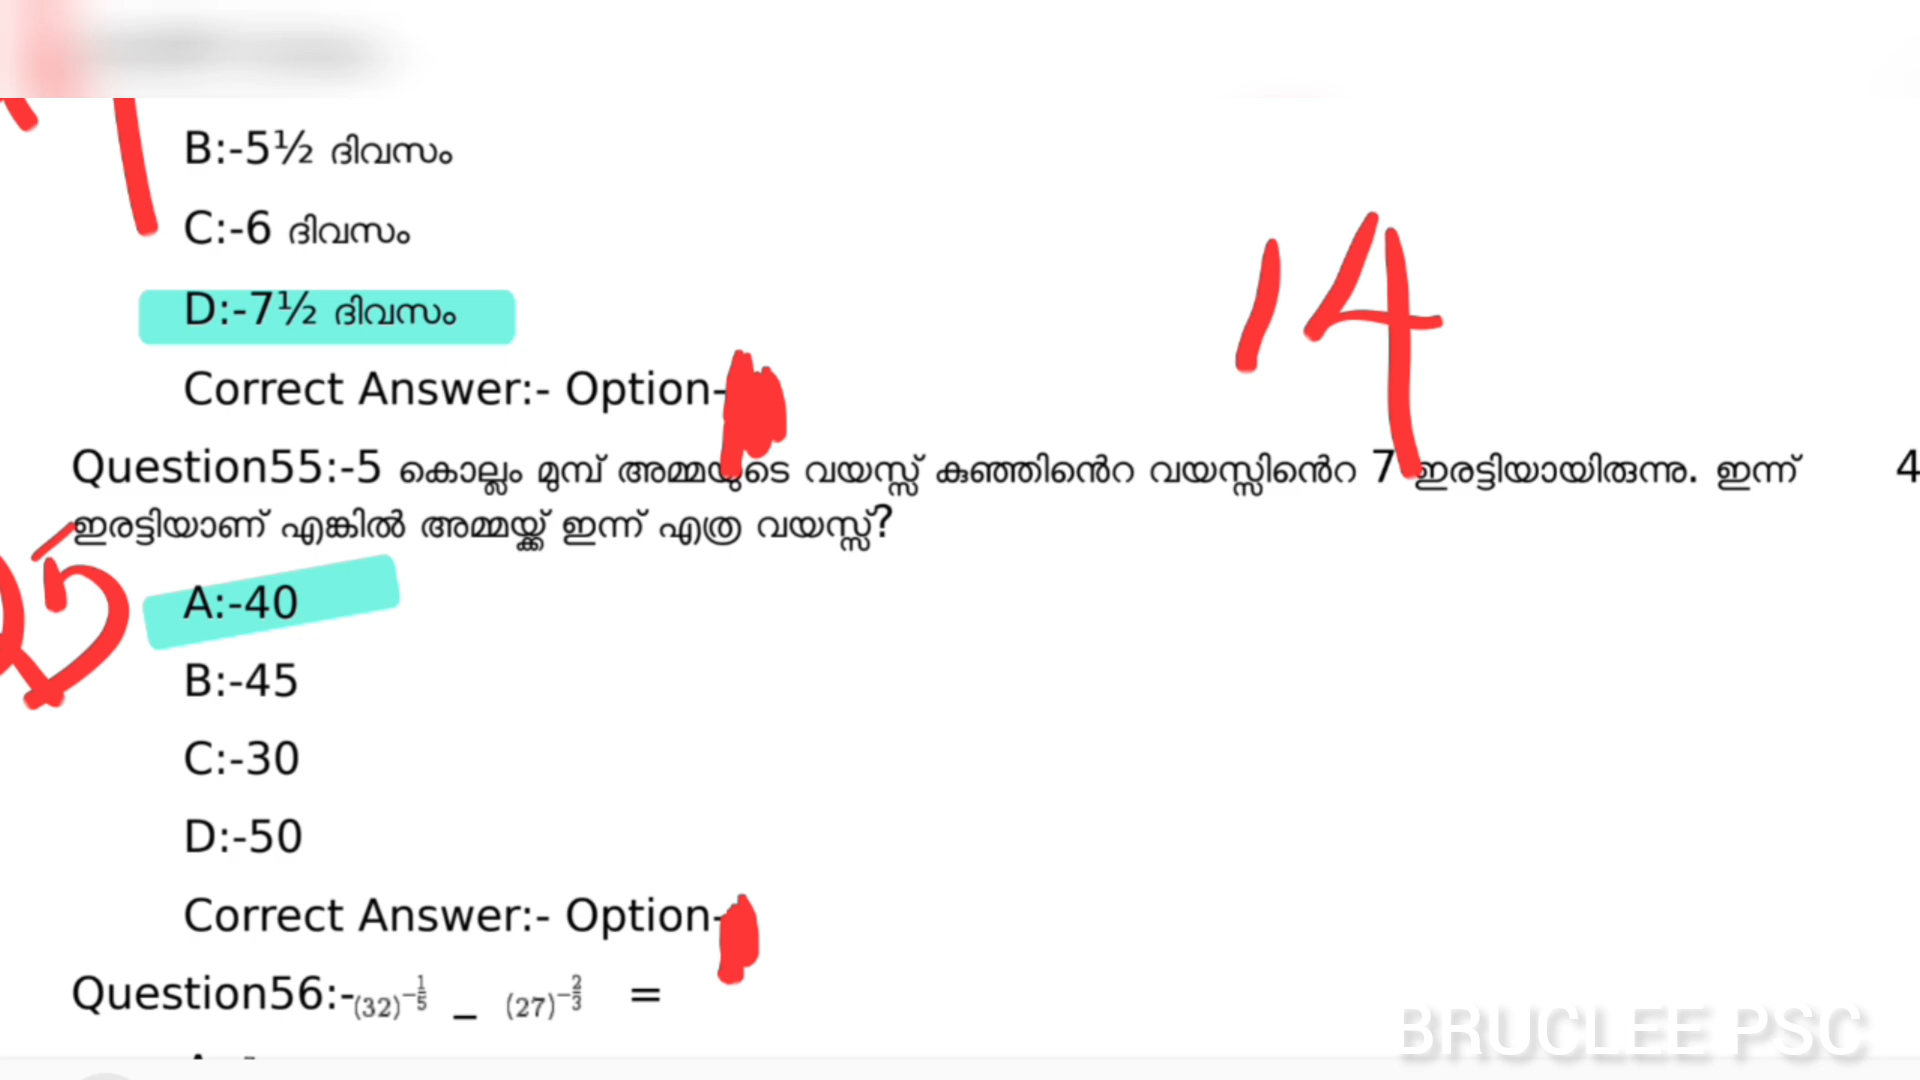 B:-5½ ദിവസം
C:-6 ദിവസം
D:-7½ ദിവസം
14
Correct Answer:- Option-
Question55:-5 കൊല്ലം മുമ്പ് അമ്മയുടെ വയസ്സ് കുഞ്ഞിൻെറ വയസ്സിൻെറ 7 ഇരട്ടിയായിരുന്നു. ഇന്ന് 4
ഇരട്ടിയാണ് എങ്കിൽ അമ്മയ്ക്ക് ഇന്ന് എത്ര വയസ്സ്?
A:-40
B:-45
C:-30
D:-50
Correct Answer:- Option-
Question56:-(32)^{-1/5} – (27)^{-2/3} =
BRUCLEE PSC